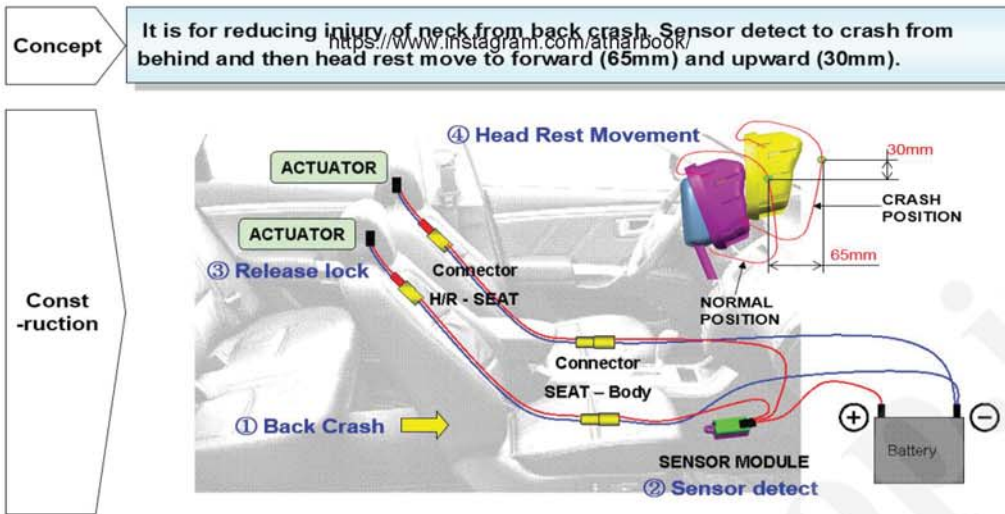 Concept
It is for reducing injury of neck from back crash. Sensor detect to crash from
https://www.instagram.com/atharbook/
behind and then head rest move to forward (65mm) and upward (30mm).
Const
-ruction
④ Head Rest Movement
30mm
ACTUATOR
CRASH
POSITION
ACTUATOR
③ Release lock
65mm
Connector
H/R - SEAT
NORMAL
POSITION
Connector
SEAT – Body
① Back Crash
+
−
Battery
SENSOR MODULE
② Sensor detect